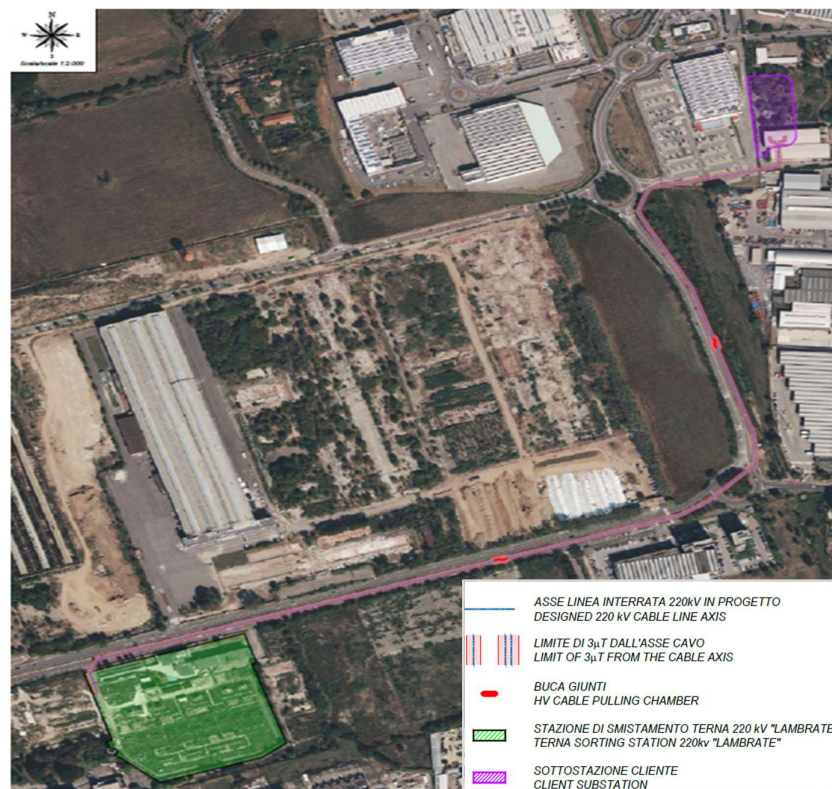 N
Scala/scale 1:2.000
ASSE LINEA INTERRATA 220kV IN PROGETTO
DESIGNED 220 kV CABLE LINE AXIS
LIMITE DI 3µT DALL'ASSE CAVO
LIMIT OF 3µT FROM THE CABLE AXIS
BUCA GIUNTI
HV CABLE PULLING CHAMBER
STAZIONE DI SMISTAMENTO TERNA 220 kV "LAMBRATE
TERNA SORTING STATION 220kv "LAMBRATE"
SOTTOSTAZIONE CLIENTE
CLIENT SUBSTATION